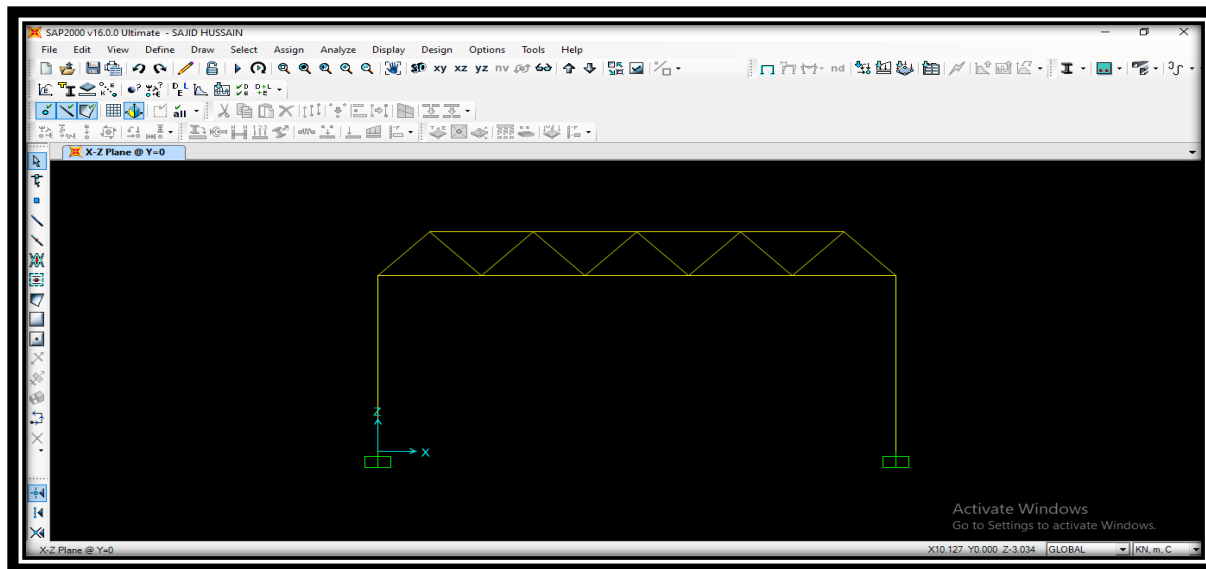 SAP2000 v16.0.0 Ultimate - SAJID HUSSAIN
File Edit View Define Draw Select Assign Analyze Display Design Options Tools Help
3D xy xz yz nv nd
all
X-Z Plane @ Y=0
Z
X
Activate Windows
Go to Settings to activate Windows.
X-Z Plane @ Y=0 X10.127 Y0.000 Z-3.034 GLOBAL KN, m, C